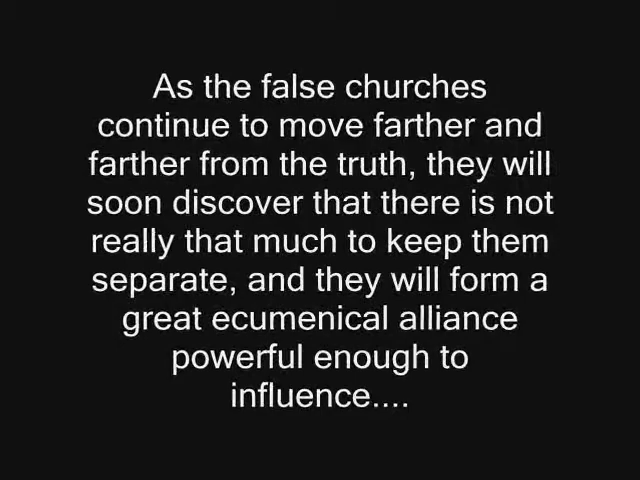 As the false churches
continue to move farther and
farther from the truth, they will
soon discover that there is not
really that much to keep them
separate, and they will form a
great ecumenical alliance
powerful enough to
influence....